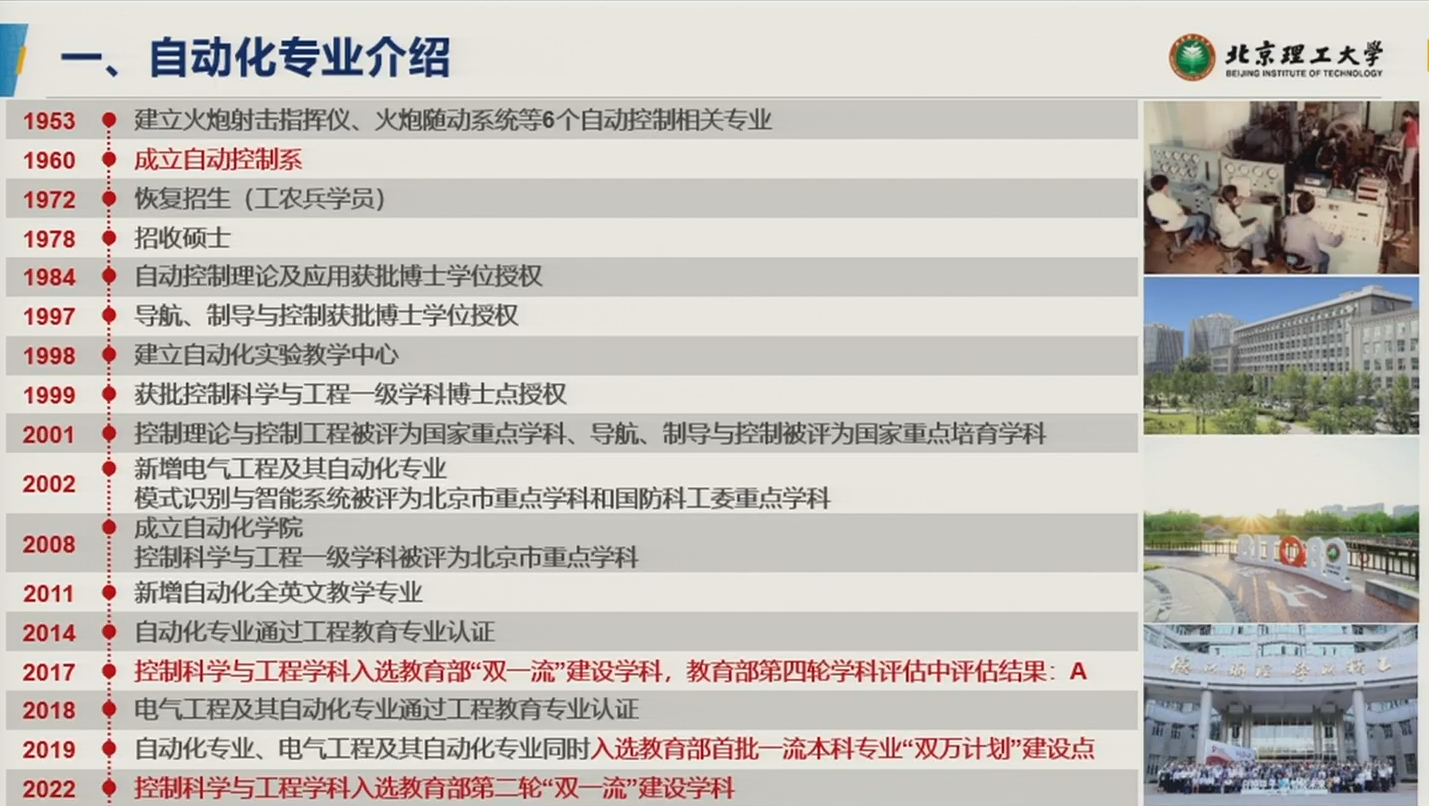 一、自动化专业介绍
北京理工大学
BEIJING INSTITUTE OF TECHNOLOGY
1953 建立火炮射击指挥仪、火炮随动系统等6个自动控制相关专业
1960 成立自动控制系
1972 恢复招生（工农兵学员）
1978 招收硕士
1984 自动控制理论及应用获批博士学位授权
1997 导航、制导与控制获批博士学位授权
1998 建立自动化实验教学中心
1999 获批控制科学与工程一级学科博士点授权
2001 控制理论与控制工程被评为国家重点学科、导航、制导与控制被评为国家重点培育学科
2002 新增电气工程及其自动化专业
模式识别与智能系统被评为北京市重点学科和国防科工委重点学科
2008 成立自动化学院
控制科学与工程一级学科被评为北京市重点学科
2011 新增自动化全英文教学专业
2014 自动化专业通过工程教育专业认证
2017 控制科学与工程学科入选教育部“双一流”建设学科，教育部第四轮学科评估中评估结果：A
2018 电气工程及其自动化专业通过工程教育专业认证
2019 自动化专业、电气工程及其自动化专业同时入选教育部首批一流本科专业“双万计划”建设点
2022 控制科学与工程学科入选教育部第二轮“双一流”建设学科